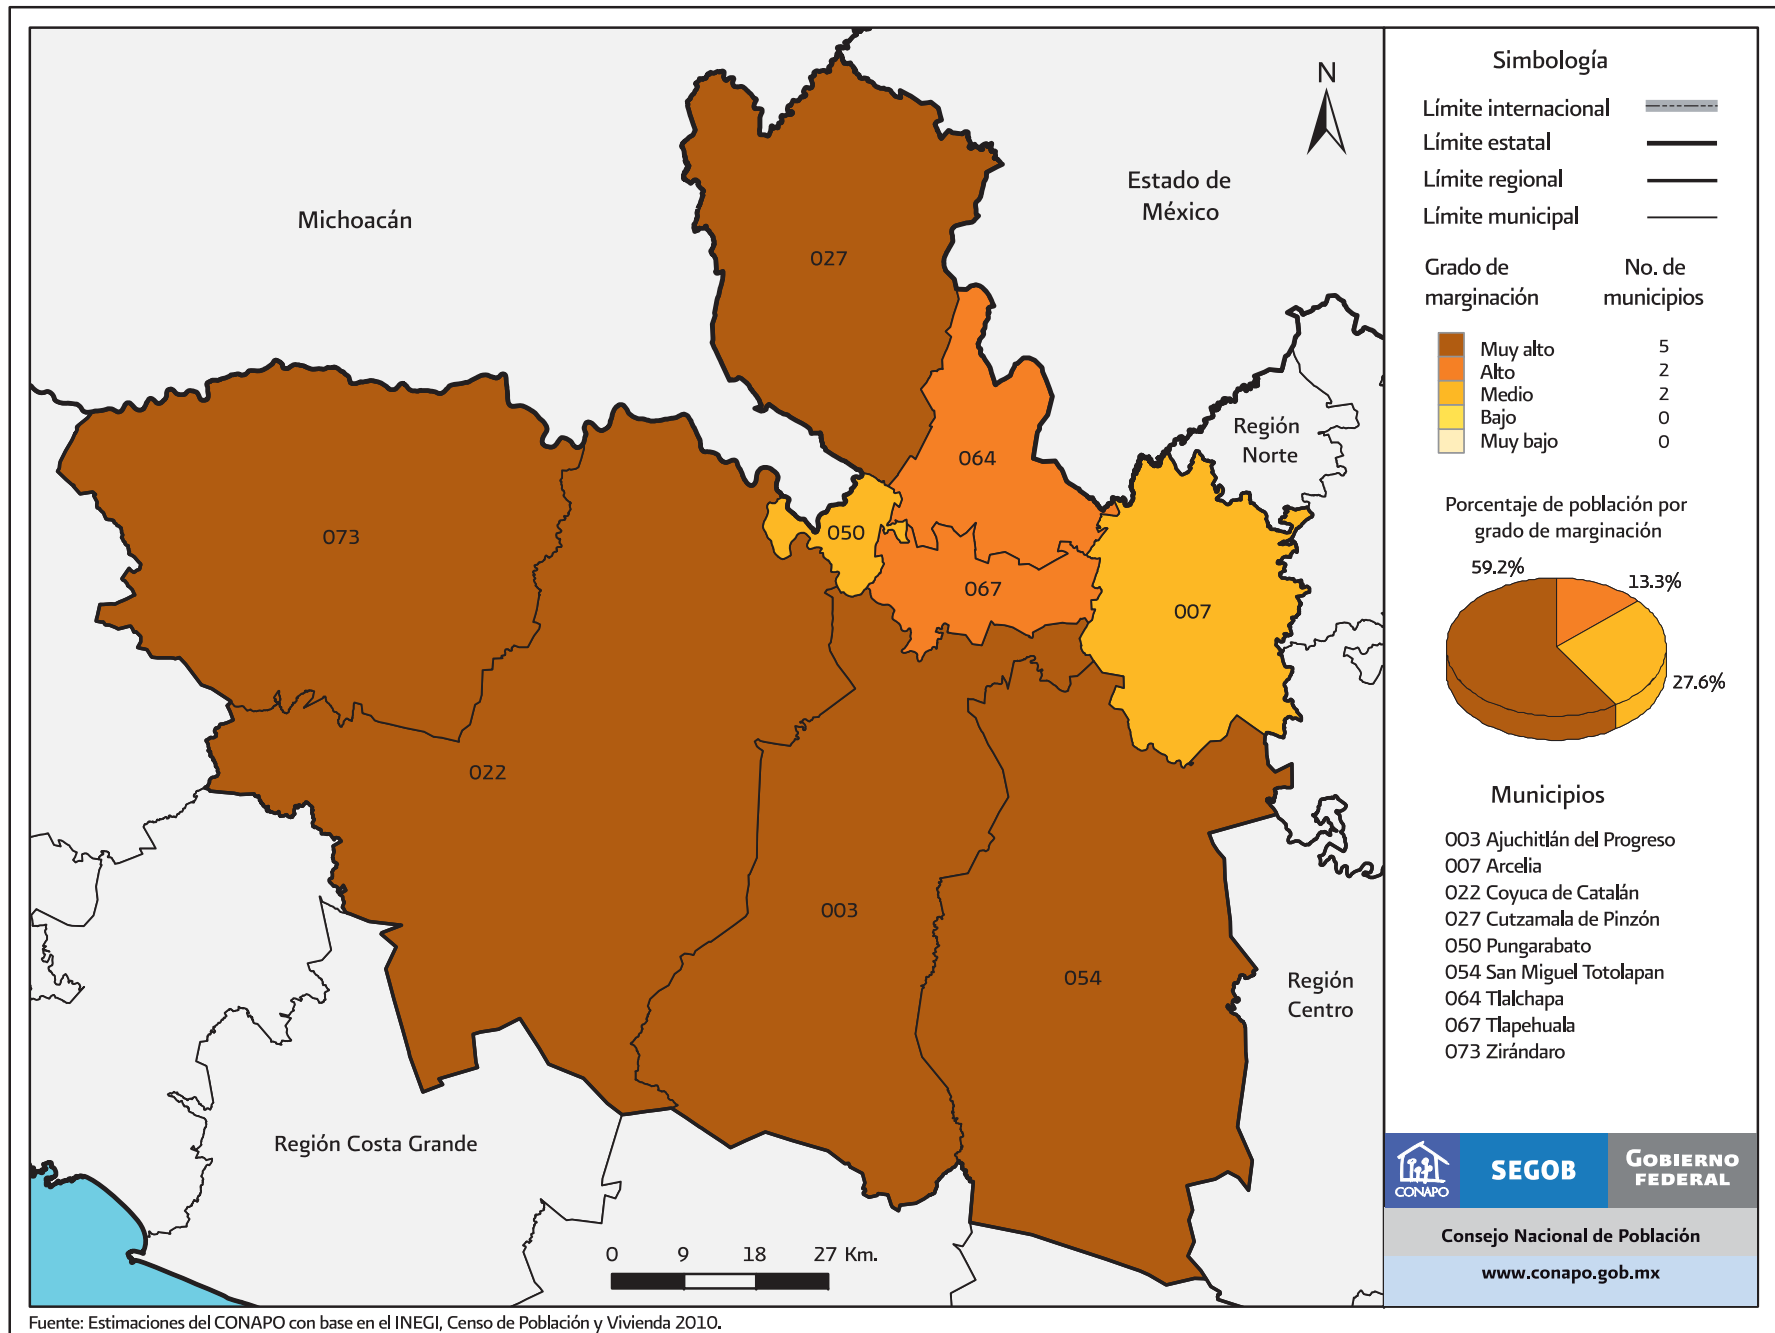 Michoacán
Estado de
México
N
027
064
073
050
067
007
022
003
054
Región
Norte
Región
Centro
Región Costa Grande
0 9 18 27 Km.
Simbología
Límite internacional
Límite estatal
Límite regional
Límite municipal
Grado de marginación
No. de municipios
Muy alto 5
Alto 2
Medio 2
Bajo 0
Muy bajo 0
Porcentaje de población por
grado de marginación
59.2%
13.3%
27.6%
Municipios
003 Ajuchitlán del Progreso
007 Arcelia
022 Coyuca de Catalán
027 Cutzamala de Pinzón
050 Pungarabato
054 San Miguel Totolapan
064 Tlalchapa
067 Tlapehuala
073 Zirándaro
CONAPO
SEGOB
GOBIERNO
FEDERAL
Consejo Nacional de Población
www.conapo.gob.mx
Fuente: Estimaciones del CONAPO con base en el INEGI, Censo de Población y Vivienda 2010.